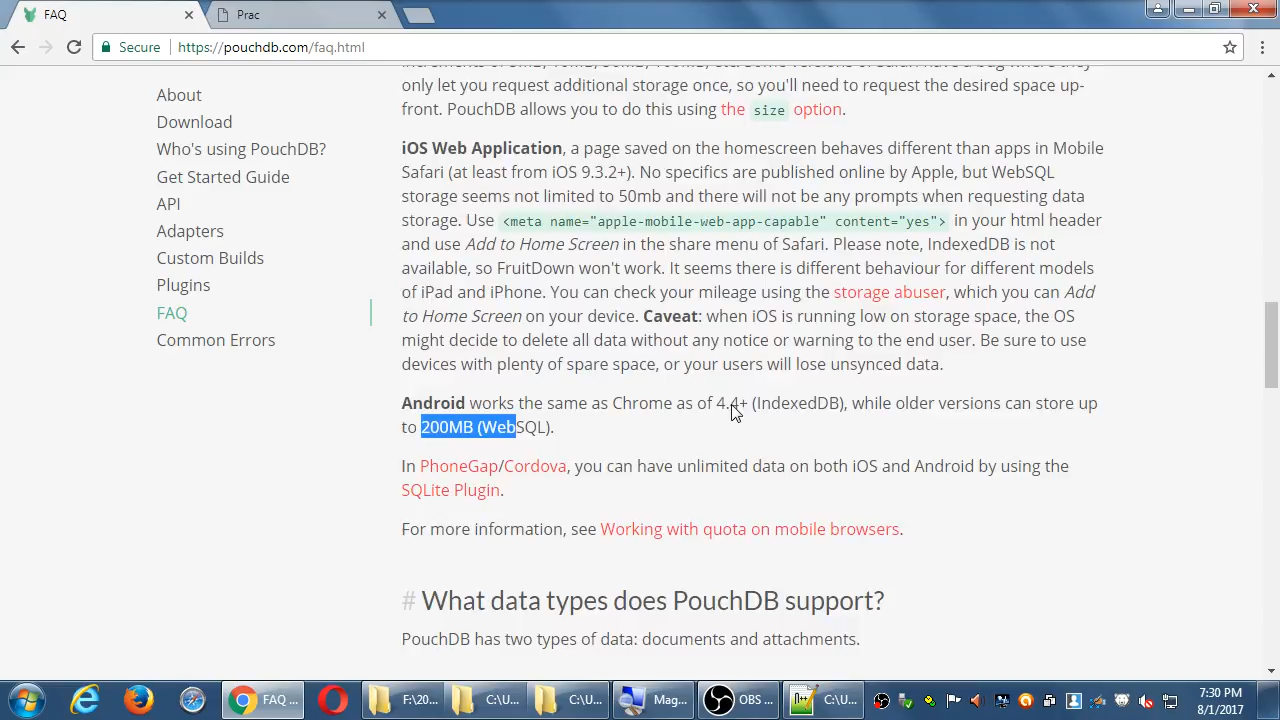 FAQ
Prac
Secure
https://pouchdb.com/faq.html
About
Download
Who's using PouchDB?
Get Started Guide
API
Adapters
Custom Builds
Plugins
FAQ
Common Errors
only let you request additional storage once, so you'll need to request the desired space up-
front. PouchDB allows you to do this using the size option.
iOS Web Application, a page saved on the homescreen behaves different than apps in Mobile
Safari (at least from iOS 9.3.2+). No specifics are published online by Apple, but WebSQL
storage seems not limited to 50mb and there will not be any prompts when requesting data
storage. Use <meta name="apple-mobile-web-app-capable" content="yes"> in your html header
and use Add to Home Screen in the share menu of Safari. Please note, IndexedDB is not
available, so FruitDown won't work. It seems there is different behaviour for different models
of iPad and iPhone. You can check your mileage using the storage abuser, which you can Add
to Home Screen on your device. Caveat: when iOS is running low on storage space, the OS
might decide to delete all data without any notice or warning to the end user. Be sure to use
devices with plenty of spare space, or your users will lose unsynced data.
Android works the same as Chrome as of 4.4+ (IndexedDB), while older versions can store up
to 200MB (WebSQL).
In PhoneGap/Cordova, you can have unlimited data on both iOS and Android by using the
SQLite Plugin.
For more information, see Working with quota on mobile browsers.
# What data types does PouchDB support?
PouchDB has two types of data: documents and attachments.
FAQ ...
F:\20...
C:\U...
C:\U...
Mag...
OBS ...
C:\U...
7:30 PM
8/1/2017